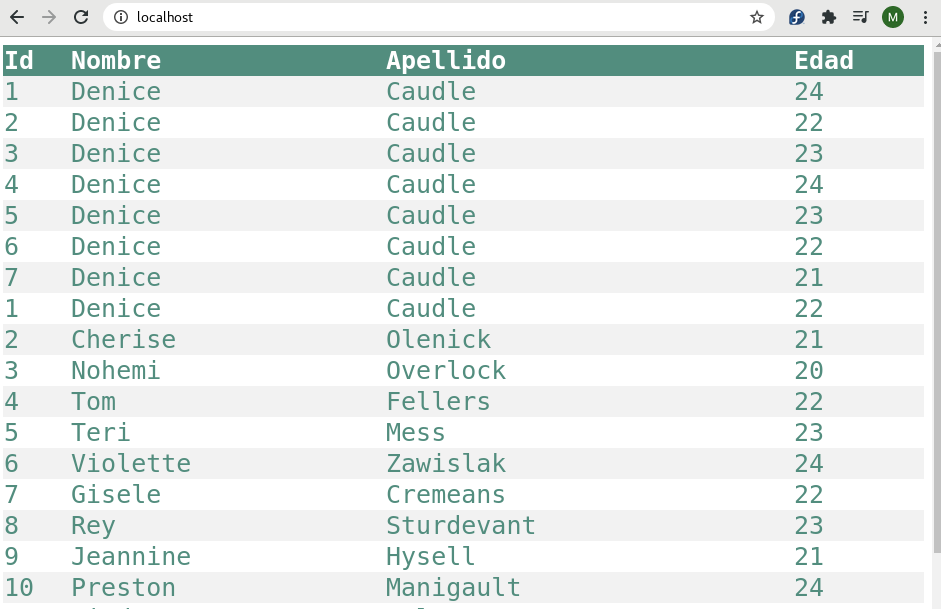 localhost
M
Id Nombre Apellido Edad
1 Denice Caudle 24
2 Denice Caudle 22
3 Denice Caudle 23
4 Denice Caudle 24
5 Denice Caudle 23
6 Denice Caudle 22
7 Denice Caudle 21
1 Denice Caudle 22
2 Cherise Olenick 21
3 Nohemi Overlock 20
4 Tom Fellers 22
5 Teri Mess 23
6 Violette Zawislak 24
7 Gisele Cremeans 22
8 Rey Sturdevant 23
9 Jeannine Hysell 21
10 Preston Manigault 24